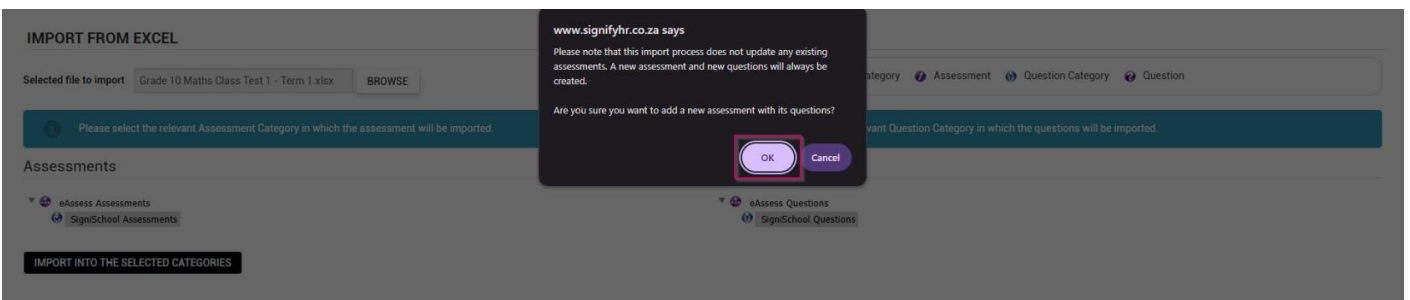 IMPORT FROM EXCEL
Selected file to import Grade 10 Maths Class Test 1 - Term 1.xlsx BROWSE
www.signifyhr.co.za says
Please note that this import process does not update any existing
assessments. A new assessment and new questions will always be
created.
Are you sure you want to add a new assessment with its questions?
OK Cancel
ategory Assessment Question Category Question
Please select the relevant Assessment Category in which the assessment will be imported.
vant Question Category in which the questions will be imported.
Assessments
eAssess Assessments
SigniSchool Assessments
eAssess Questions
SigniSchool Questions
IMPORT INTO THE SELECTED CATEGORIES